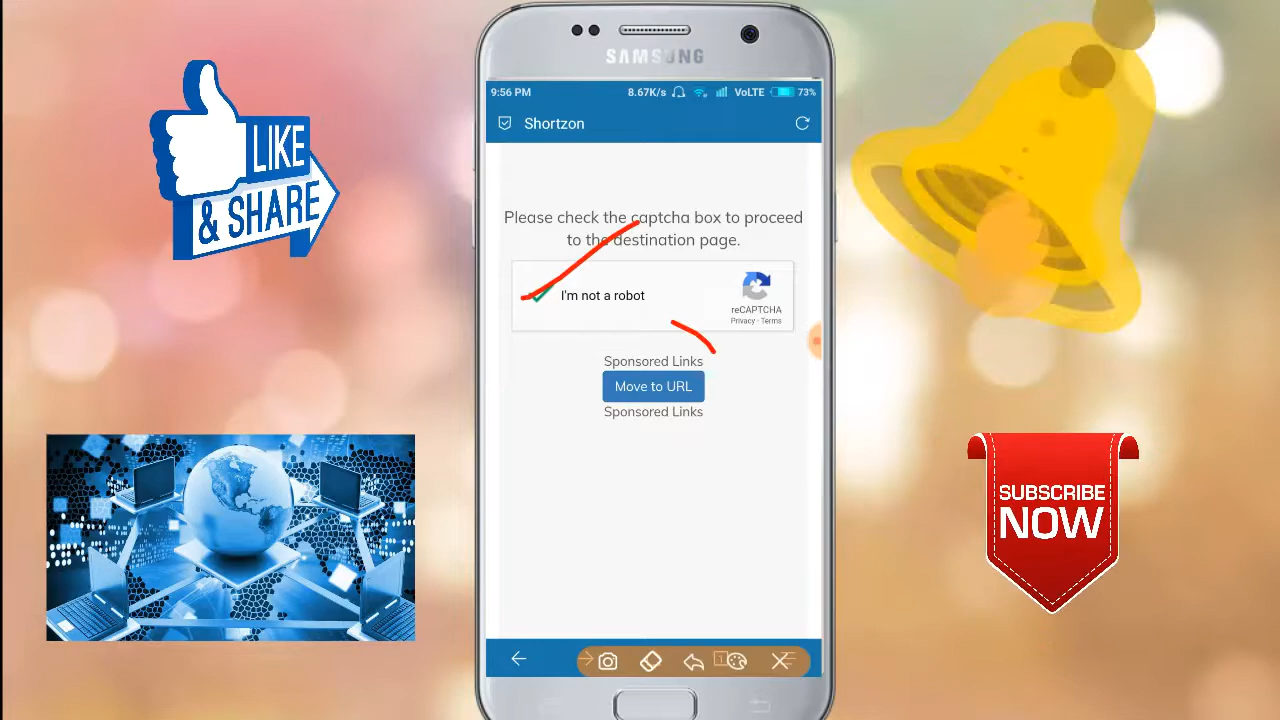 SAMSUNG
9:56 PM
8.67K/s
VoLTE
73%
Shortzon
Please check the captcha box to proceed
to the destination page.
I'm not a robot
reCAPTCHA
Privacy - Terms
Sponsored Links
Move to URL
Sponsored Links
LIKE
& SHARE
SUBSCRIBE
NOW
1